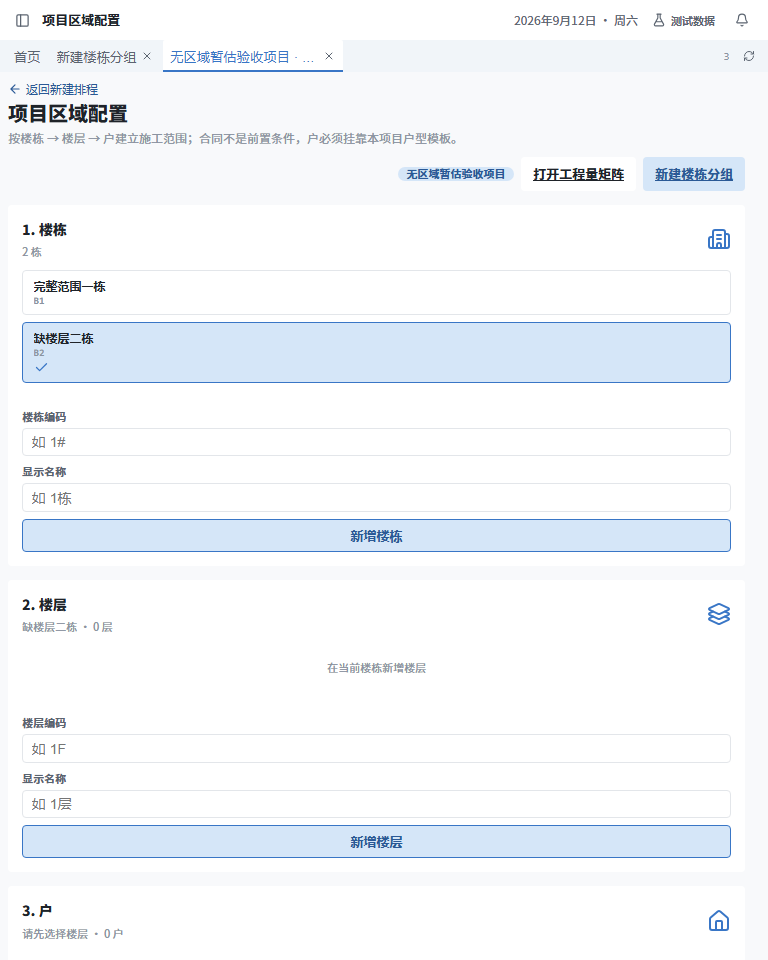 项目区域配置
2026年9月12日 · 周六
测试数据
首页
新建楼栋分组
无区域暂估验收项目 · ...
3
返回新建排程
项目区域配置
按楼栋 → 楼层 → 户建立施工范围；合同不是前置条件，户必须挂靠本项目户型模板。
无区域暂估验收项目
打开工程量矩阵
新建楼栋分组
1. 楼栋
2 栋
完整范围一栋
B1
缺楼层二栋
B2
楼栋编码
如 1#
显示名称
如 1栋
新增楼栋
2. 楼层
缺楼层二栋 · 0 层
在当前楼栋新增楼层
楼层编码
如 1F
显示名称
如 1层
新增楼层
3. 户
请先选择楼层 · 0 户